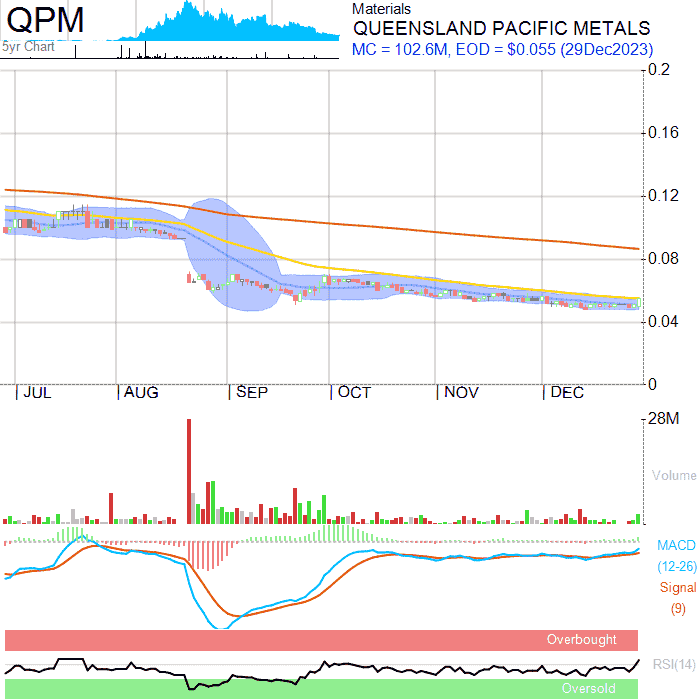 QPM
5yr Chart
Materials
QUEENSLAND PACIFIC METALS
MC = 102.6M, EOD = $0.055 (29Dec2023)
0.2
0.16
0.12
0.08
0.04
0
JUL AUG SEP OCT NOV DEC
28M
Volume
MACD
(12-26)
Signal
(9)
Overbought
RSI(14)
Oversold